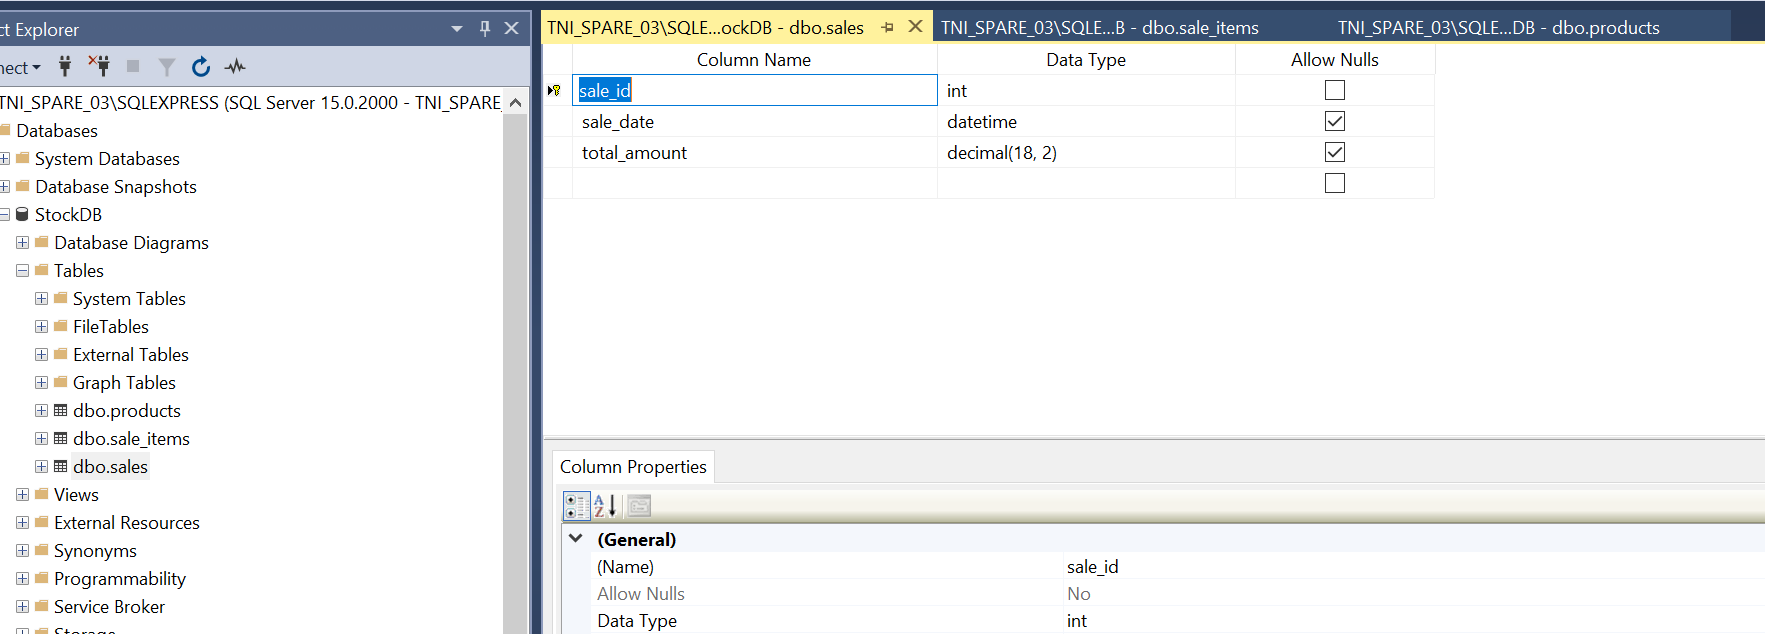 ct Explorer
nect
TNI_SPARE_03\SQLEXPRESS (SQL Server 15.0.2000 - TNI_SPARE_
Databases
System Databases
Database Snapshots
StockDB
Database Diagrams
Tables
System Tables
FileTables
External Tables
Graph Tables
dbo.products
dbo.sale_items
dbo.sales
Views
External Resources
Synonyms
Programmability
Service Broker
Storage
TNI_SPARE_03\SQLE...ockDB - dbo.sales
TNI_SPARE_03\SQLE...B - dbo.sale_items
TNI_SPARE_03\SQLE...DB - dbo.products
Column Name Data Type Allow Nulls
sale_id int
sale_date datetime
total_amount decimal(18, 2)
Column Properties
(General)
(Name) sale_id
Allow Nulls No
Data Type int